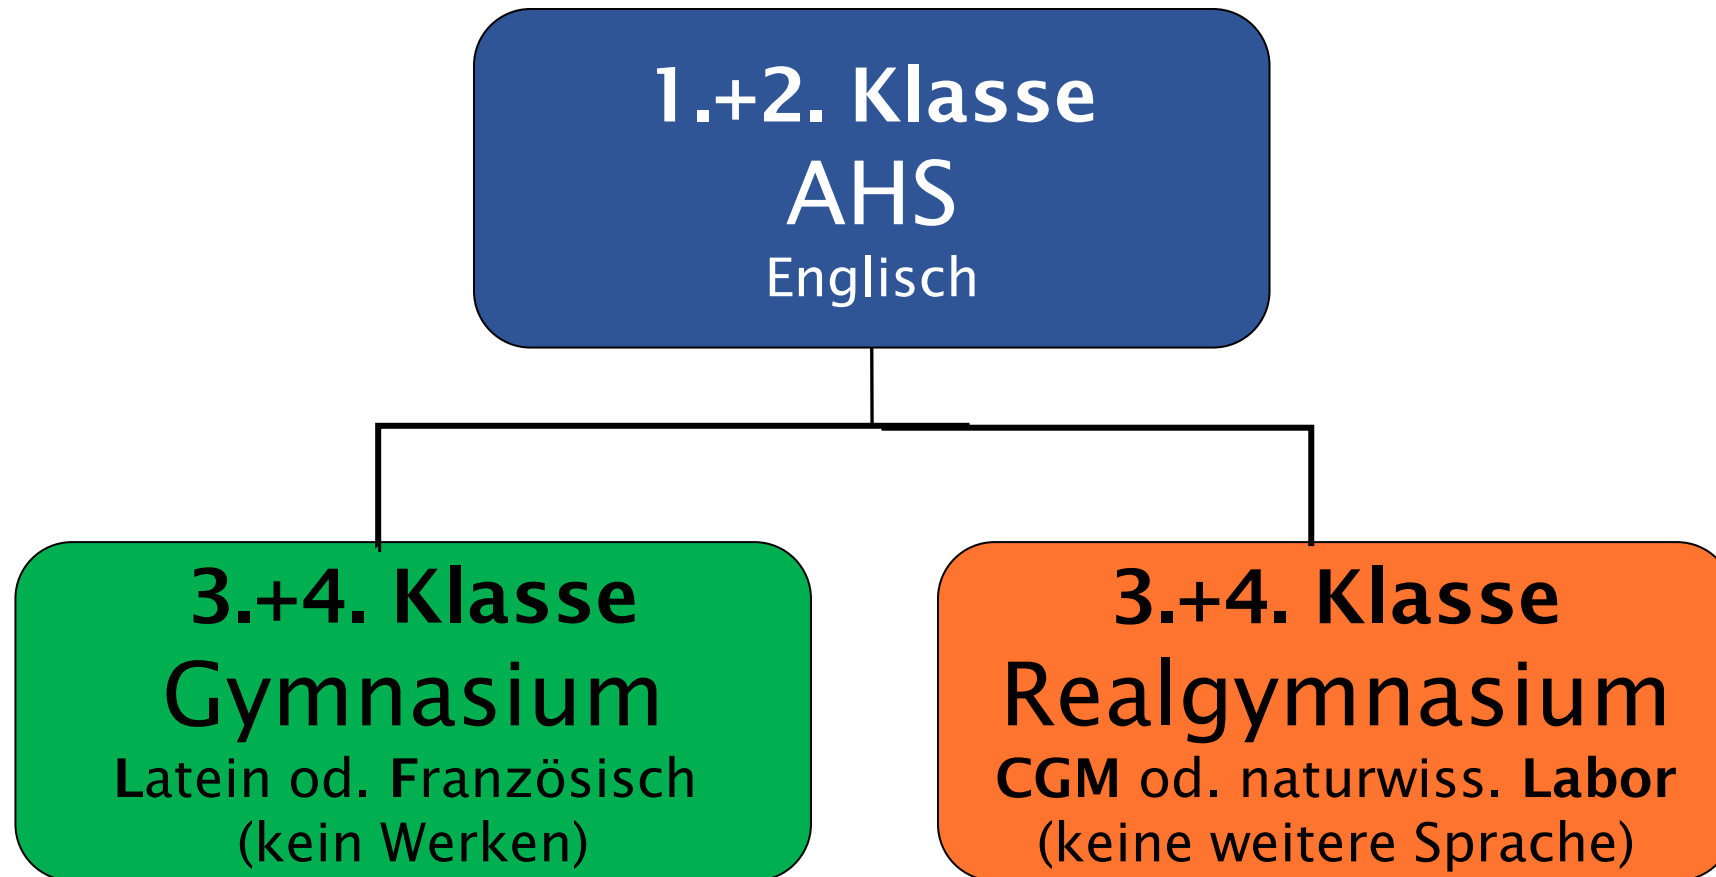 1.+2. Klasse
AHS
Englisch
3.+4. Klasse
Gymnasium
Latein od. Französisch
(kein Werken)
3.+4. Klasse
Realgymnasium
CGM od. naturwiss. Labor
(keine weitere Sprache)